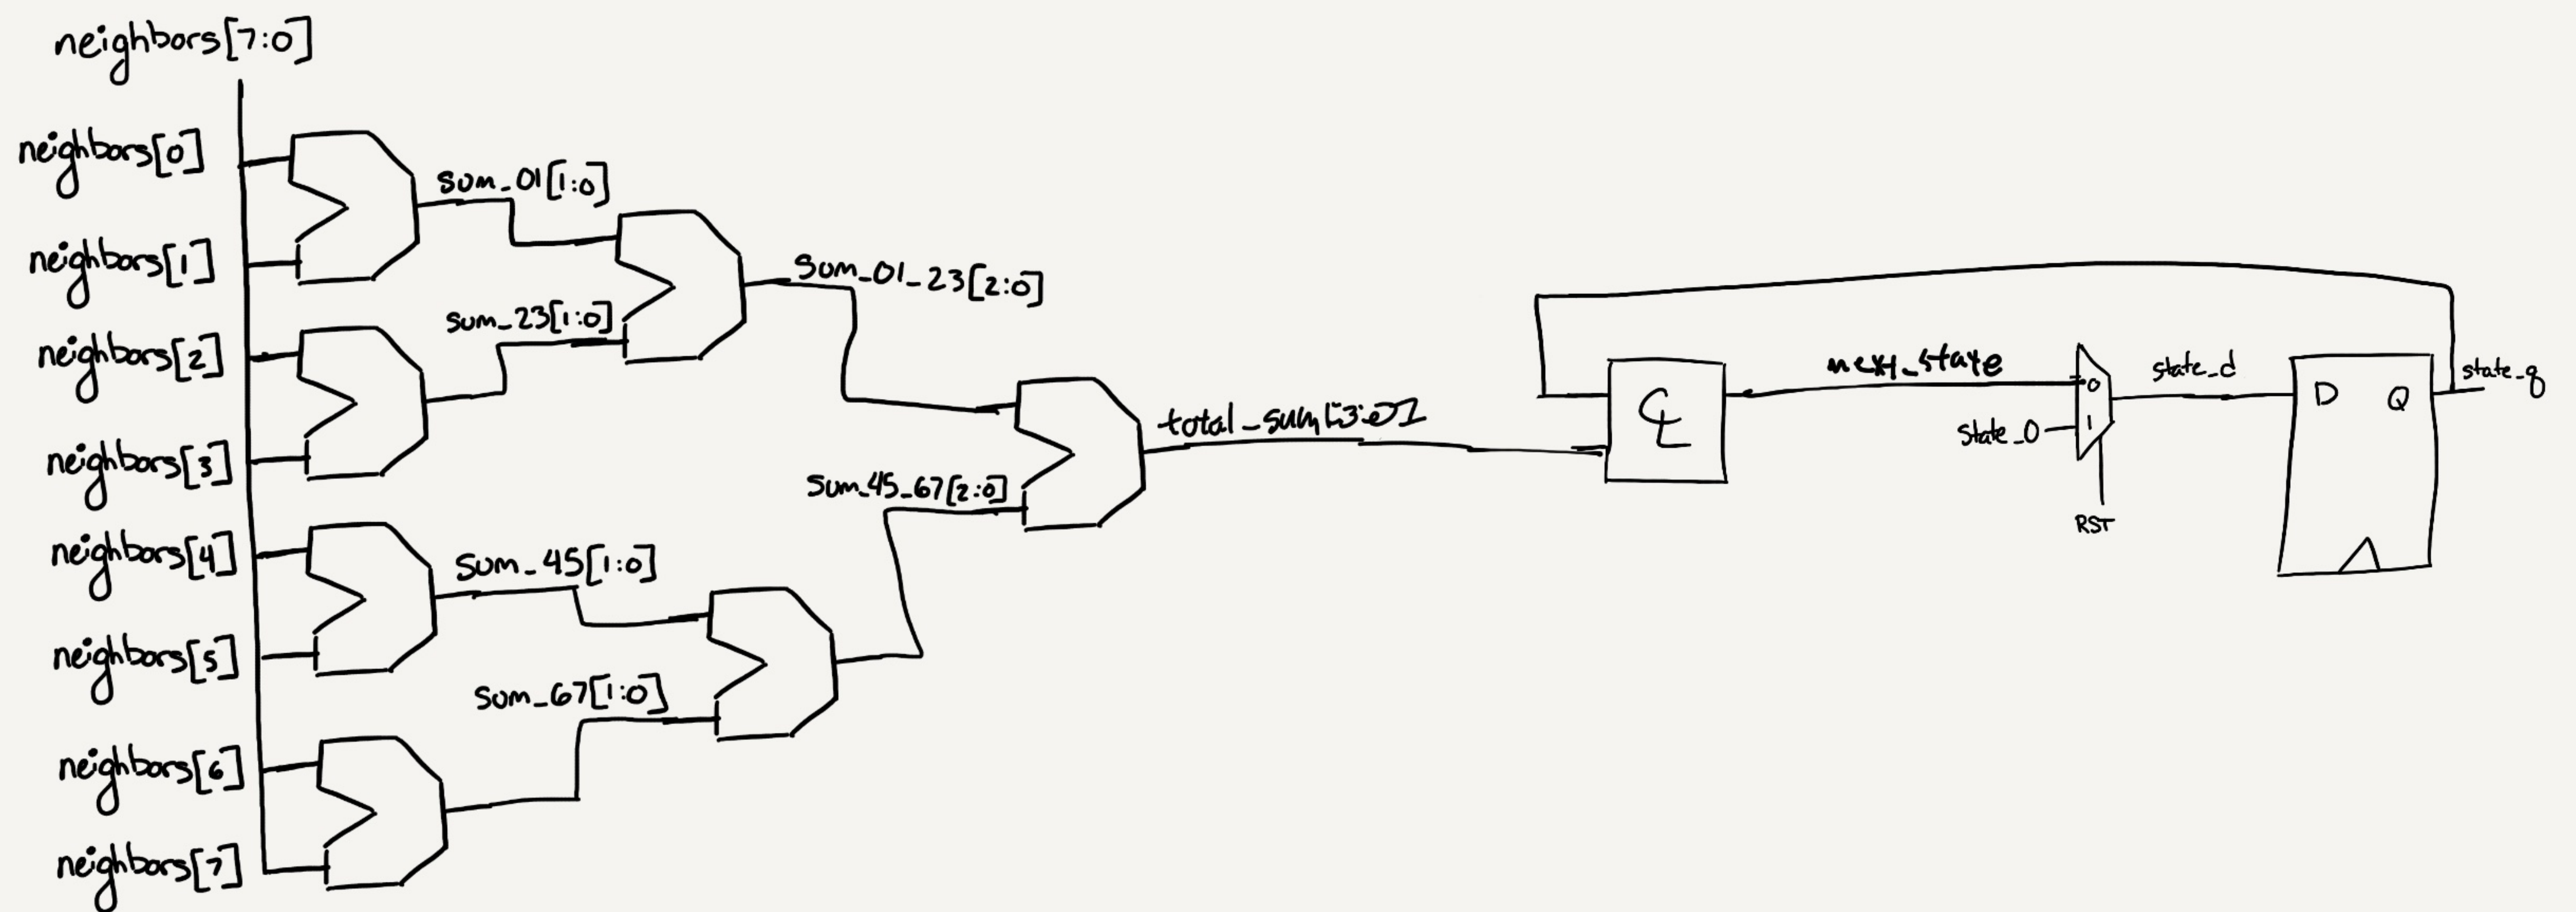 neighbors[7:0]
neighbors[0]
neighbors[1]
neighbors[2]
neighbors[3]
neighbors[4]
neighbors[5]
neighbors[6]
neighbors[7]
sum_01[1:0]
sum_23[1:0]
sum_45[1:0]
sum_67[1:0]
sum_01_23[2:0]
sum_45_67[2:0]
total_sum[3:0]
CL
next_state
state_0
0
1
RST
state_d
D
Q
state_q